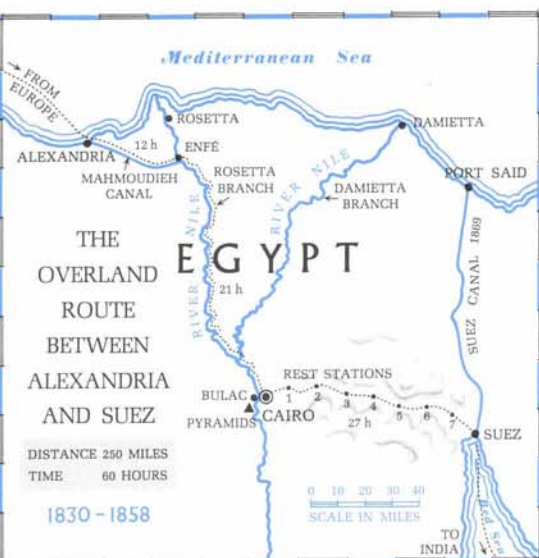 Mediterranean Sea
FROM
EUROPE
ROSETTA
DAMIETTA
ALEXANDRIA
12 h
ENFÉ
MAHMOUDIEH
CANAL
ROSETTA
BRANCH
RIVER NILE
DAMIETTA
BRANCH
PORT SAID
RIVER NILE
EGYPT
21 h
SUEZ CANAL 1869
THE
OVERLAND
ROUTE
BETWEEN
ALEXANDRIA
AND SUEZ
REST STATIONS
BULAC
1 2 3 4 5 6 7
PYRAMIDS
CAIRO
27 h
SUEZ
DISTANCE 250 MILES
TIME 60 HOURS
1830-1858
0 10 20 30 40
SCALE IN MILES
Red Sea
TO
INDIA